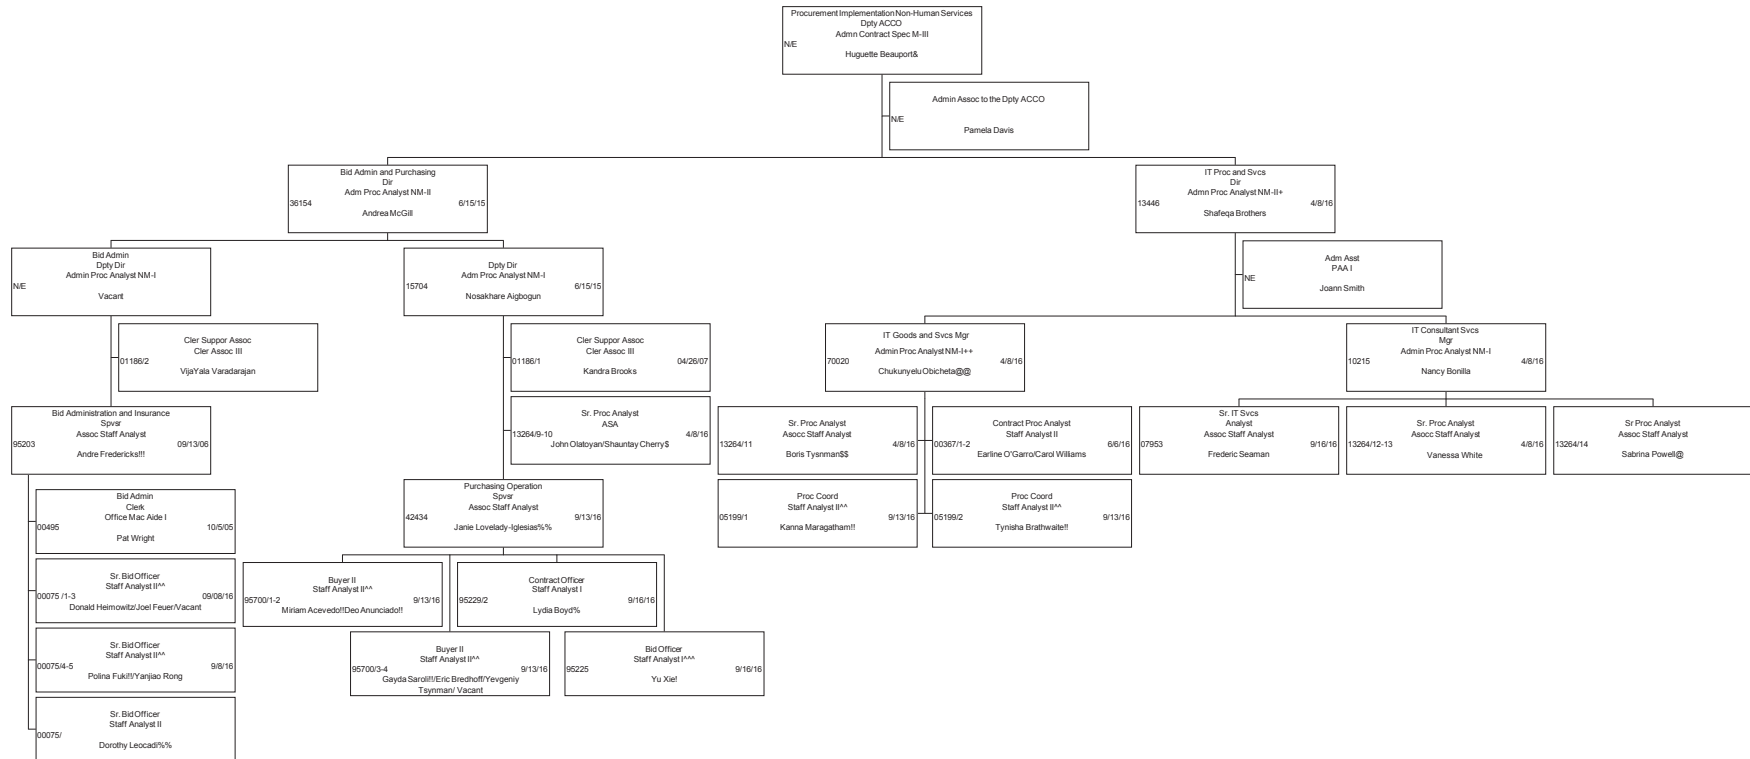 Procurement Implementation Non-Human Services
Dpty ACCO
Admn Contract Spec M-III
N/E
Huguette Beauport&
Admin Assoc to the Dpty ACCO
N/E
Pamela Davis
Bid Admin and Purchasing
Dir
Adm Proc Analyst NM-II
36154 6/15/15
Andrea McGill
IT Proc and Svcs
Dir
Admn Proc Analyst NM-II+
13446 4/8/16
Shafeqa Brothers
Bid Admin
Dpty Dir
Admin Proc Analyst NM-I
N/E
Vacant
Dpty Dir
Adm Proc Analyst NM-I
15704 6/15/15
Nosakhare Aigbogun
Adm Asst
PAA I
NE
Joann Smith
Cler Suppor Assoc
Cler Assoc III
01186/2
VijaYala Varadarajan
Cler Suppor Assoc
Cler Assoc III
01186/1 04/26/07
Kandra Brooks
IT Goods and Svcs Mgr
Admin Proc Analyst NM-I++
70020 4/8/16
Chukunyelu Obicheta@@
IT Consultant Svcs
Mgr
Admin Proc Analyst NM-I
10215 4/8/16
Nancy Bonilla
Bid Administration and Insurance
Spvsr
Assoc Staff Analyst
95203 09/13/06
Andre Fredericks!!!
Sr. Proc Analyst
ASA
13264/9-10 4/8/16
John Olatoyan/Shauntay Cherry$
Sr. Proc Analyst
Asocc Staff Analyst
13264/11 4/8/16
Boris Tysnman$$
Contract Proc Analyst
Staff Analyst II
00367/1-2 6/6/16
Earline O'Garro/Carol Williams
Sr. IT Svcs
Analyst
Assoc Staff Analyst
07953 9/16/16
Frederic Seaman
Sr. Proc Analyst
Assoc Staff Analyst
13264/12-13 4/8/16
Vanessa White
Sr Proc Analyst
Assoc Staff Analyst
13264/14
Sabrina Powell@
Bid Admin
Clerk
Office Mac Aide I
00495 10/5/05
Pat Wright
Purchasing Operation
Spvsr
Assoc Staff Analyst
42434 9/13/16
Janie Lovelady-Iglesias%%
Proc Coord
Staff Analyst II^^
05199/1 9/13/16
Kanna Maragatham!!
Proc Coord
Staff Analyst II^^
05199/2 9/13/16
Tynisha Brathwaite!!
Sr. Bid Officer
Staff Analyst II^^
00075 /1-3 09/08/16
Donald Heimowitz/Joel Feuer/Vacant
Buyer II
Staff Analyst II^^
95700/1-2 9/13/16
Miriam Acevedo!!Deo Anunciado!!
Contract Officer
Staff Analyst I
95229/2 9/16/16
Lydia Boyd%
Sr. Bid Officer
Staff Analyst II^^
00075/4-5 9/8/16
Polina Fuki!!/Yanjiao Rong
Buyer II
Staff Analyst II^^
95700/3-4 9/13/16
Gayda Saroli!!/Eric Bredhoff/Yevgeniy
Tsynman/ Vacant
Bid Officer
Staff Analyst I^^^
95225 9/16/16
Yu Xie!
Sr. Bid Officer
Staff Analyst II
00075/
Dorothy Leocadi%%